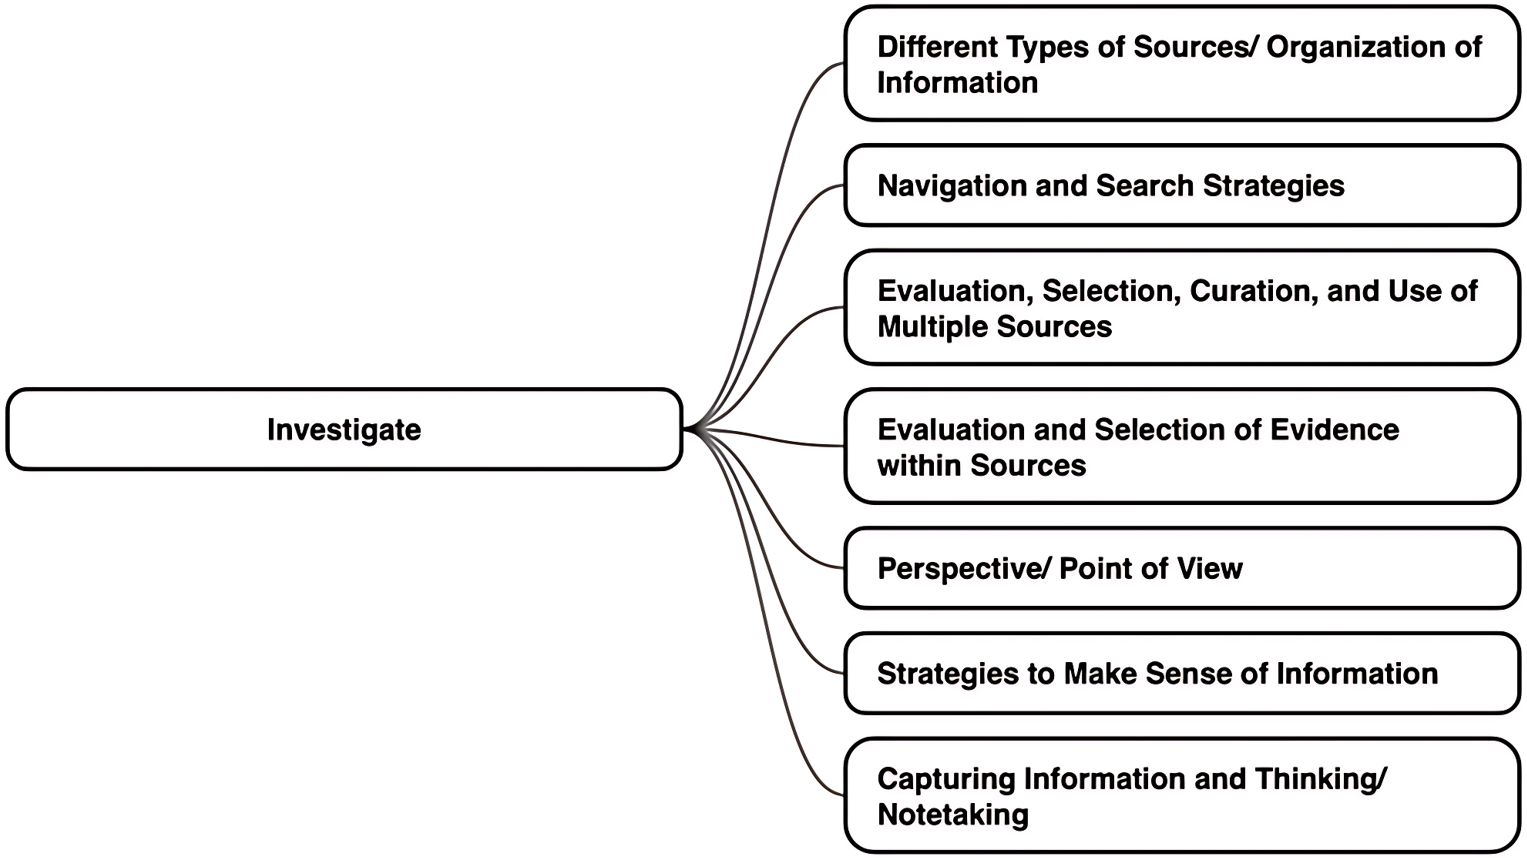 Investigate
Different Types of Sources/ Organization of
Information
Navigation and Search Strategies
Evaluation, Selection, Curation, and Use of
Multiple Sources
Evaluation and Selection of Evidence
within Sources
Perspective/ Point of View
Strategies to Make Sense of Information
Capturing Information and Thinking/
Notetaking